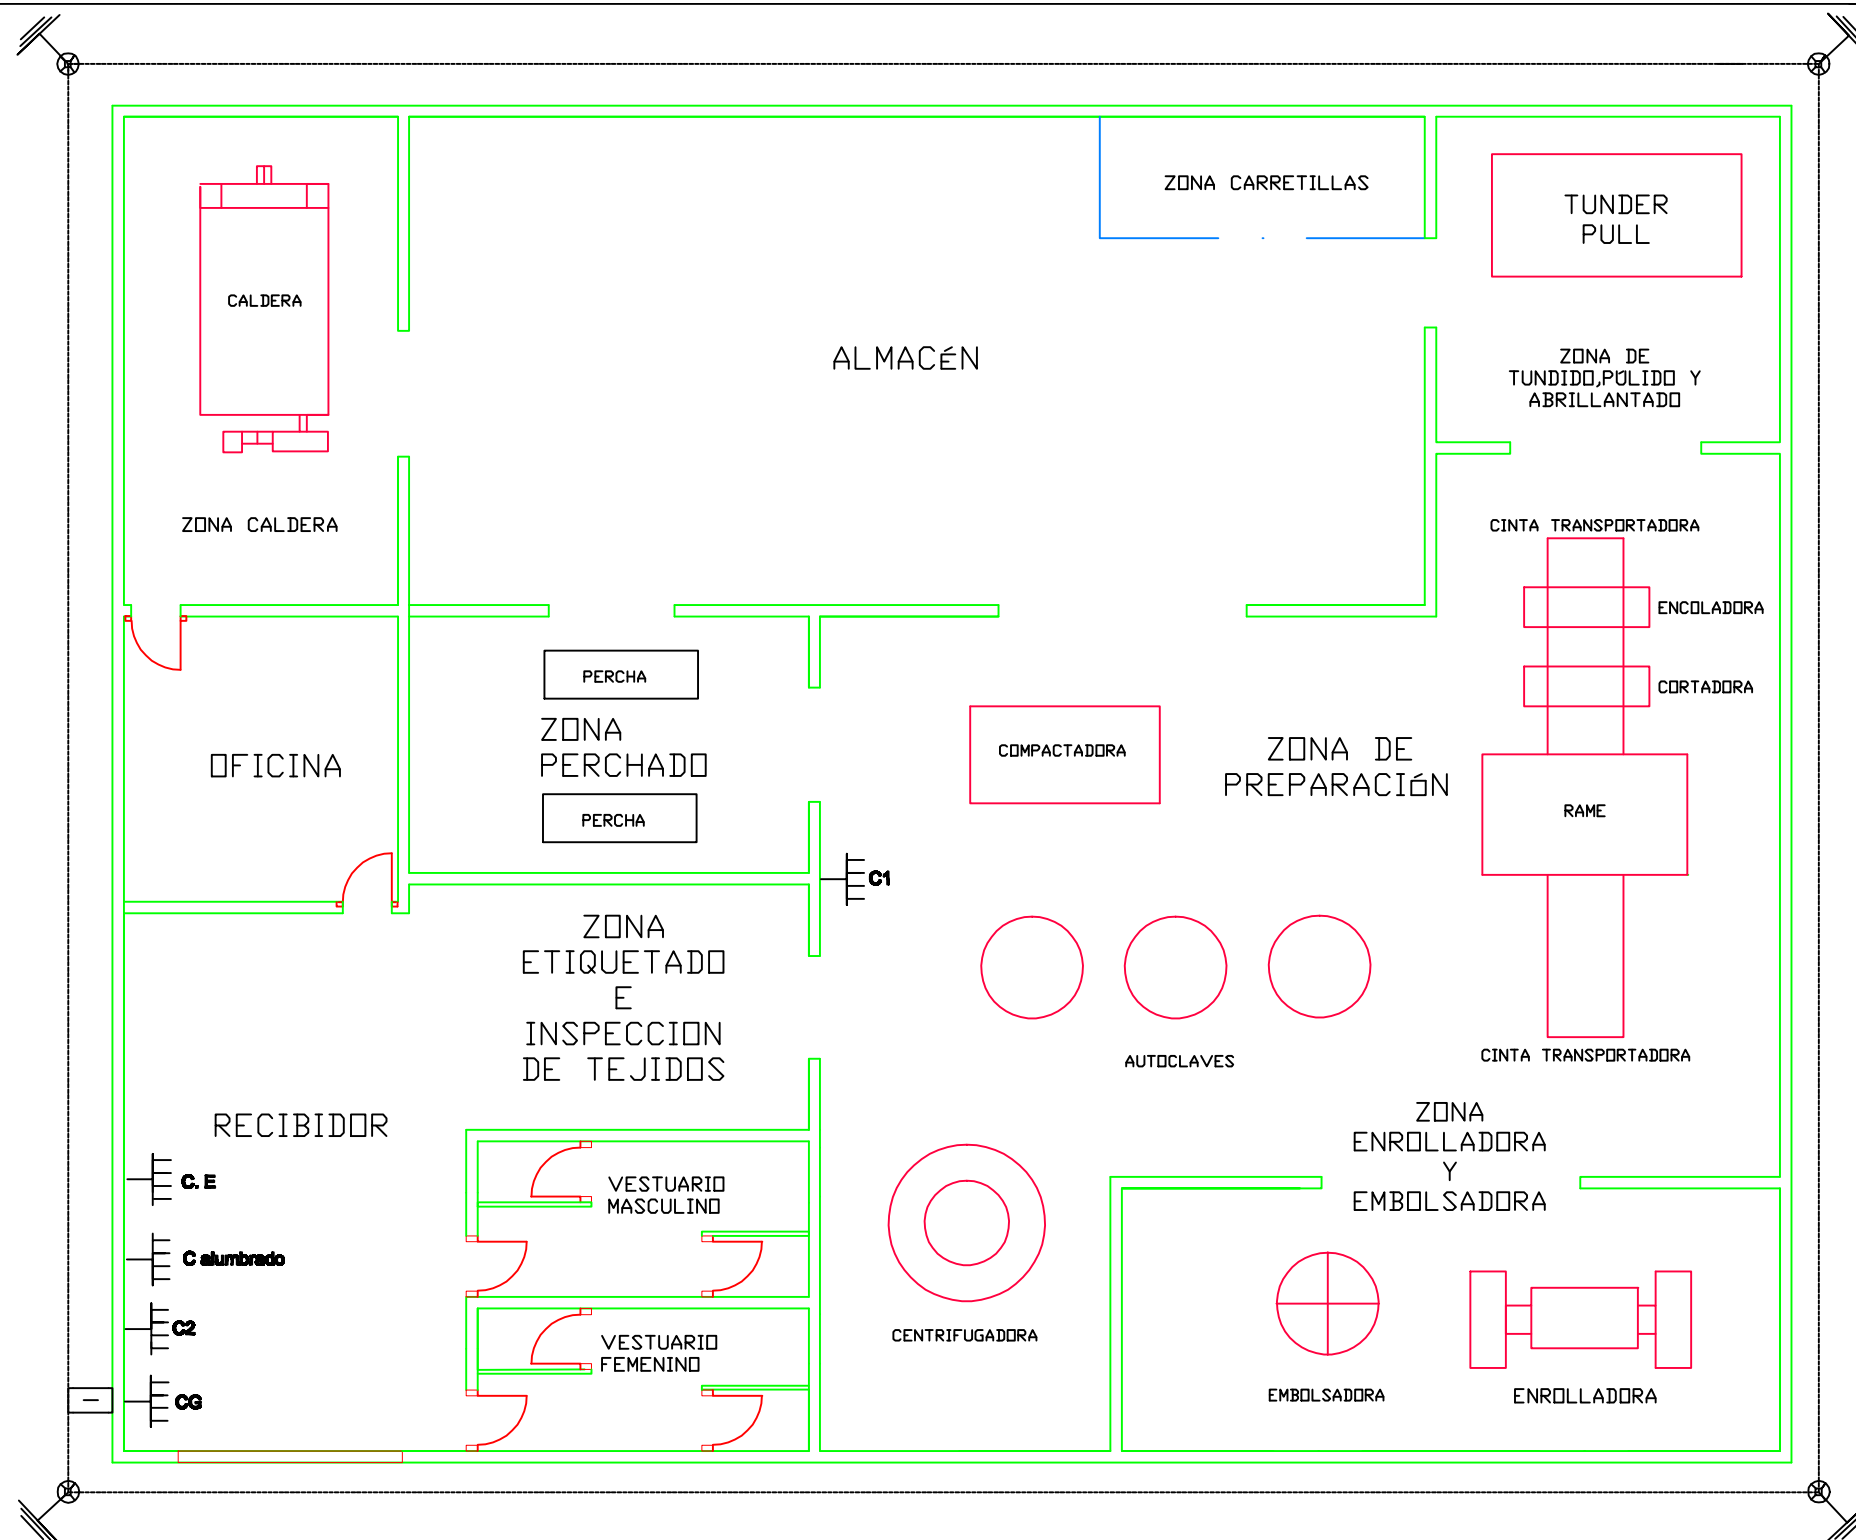 ZONA CARRETILLAS
TUNDER
PULL
CALDERA
ALMACéN
ZONA DE
TUNDIDO,PULIDO Y
ABRILLANTADO
ZONA CALDERA
CINTA TRANSPORTADORA
ENCOLADORA
CORTADORA
PERCHA
ZONA
PERCHADO
PERCHA
OFICINA
COMPACTADORA
ZONA DE
PREPARACIóN
RAME
C1
ZONA
ETIQUETADO
E
INSPECCION
DE TEJIDOS
AUTOCLAVES
CINTA TRANSPORTADORA
RECIBIDOR
ZONA
ENROLLADORA
Y
EMBOLSADORA
C. E
VESTUARIO
MASCULINO
C alumbrado
C2
VESTUARIO
FEMENINO
CENTRIFUGADORA
CG
EMBOLSADORA
ENROLLADORA